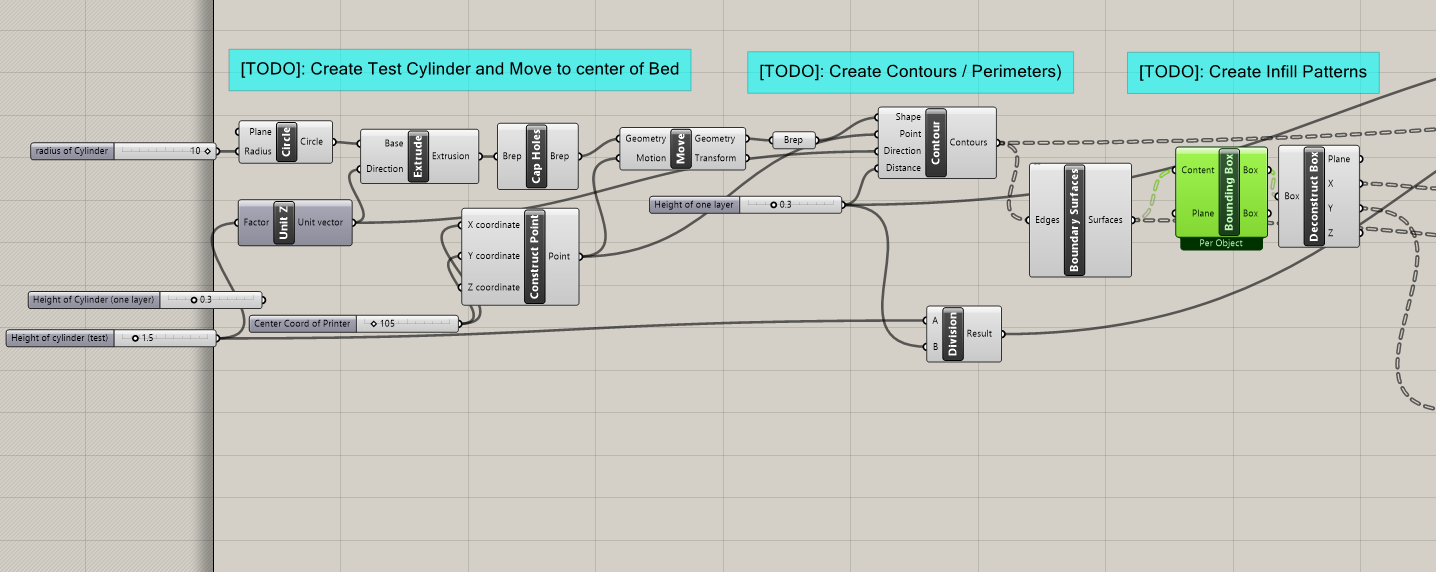 [TODO]: Create Test Cylinder and Move to center of Bed
[TODO]: Create Contours / Perimeters)
[TODO]: Create Infill Patterns
radius of Cylinder
10
Plane
Radius
Circle
Circle
Base
Direction
Extrude
Extrusion
Brep
Cap Holes
Brep
Geometry
Motion
Move
Geometry
Transform
Brep
Shape
Point
Direction
Distance
Contour
Contours
Factor
Unit Z
Unit vector
X coordinate
Y coordinate
Z coordinate
Construct Point
Point
Height of one layer
0.3
Edges
Boundary Surfaces
Surfaces
Content
Plane
Bounding Box
Box
Box
Per Object
Box
Deconstruct Box
Plane
X
Y
Z
Height of Cylinder (one layer)
0.3
Height of cylinder (test)
1.5
Center Coord of Printer
105
A
B
Division
Result